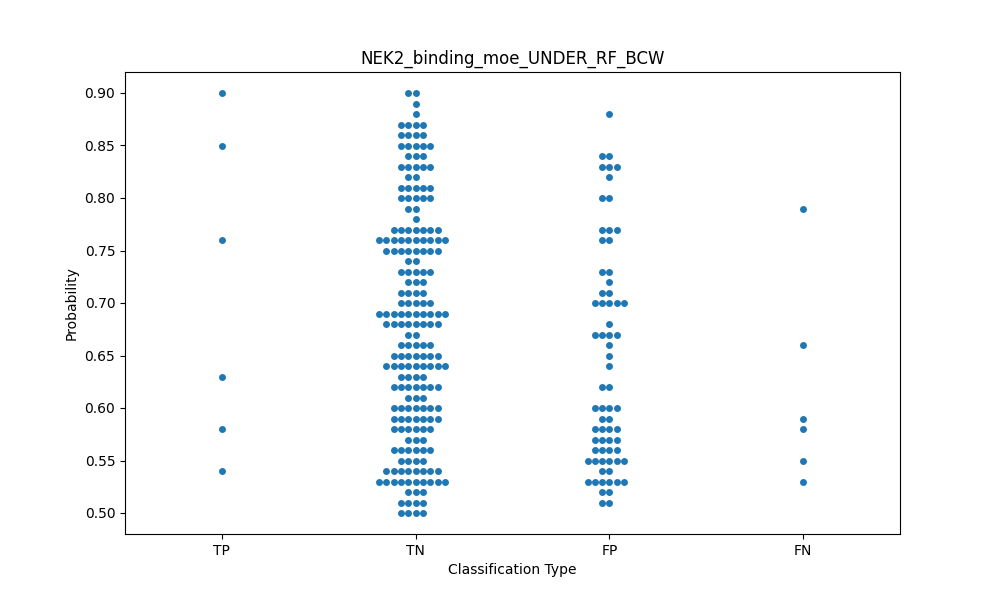 NEK2_binding_moe_UNDER_RF_BCW
0.90
0.85
0.80
0.75
0.70
0.65
0.60
0.55
0.50
Probability
TP TN FP FN
Classification Type